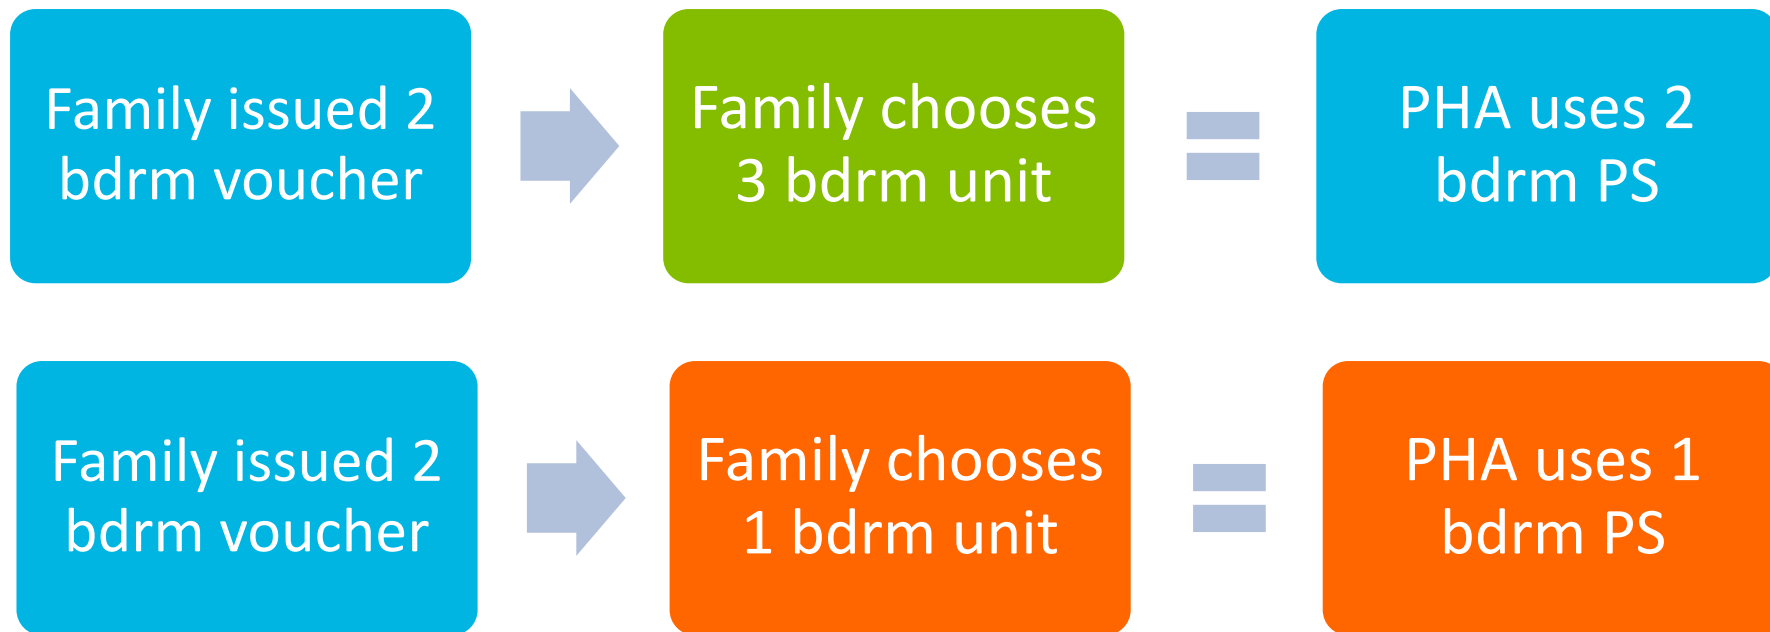 Family issued 2
bdrm voucher
Family chooses
3 bdrm unit
PHA uses 2
bdrm PS
Family issued 2
bdrm voucher
Family chooses
1 bdrm unit
PHA uses 1
bdrm PS